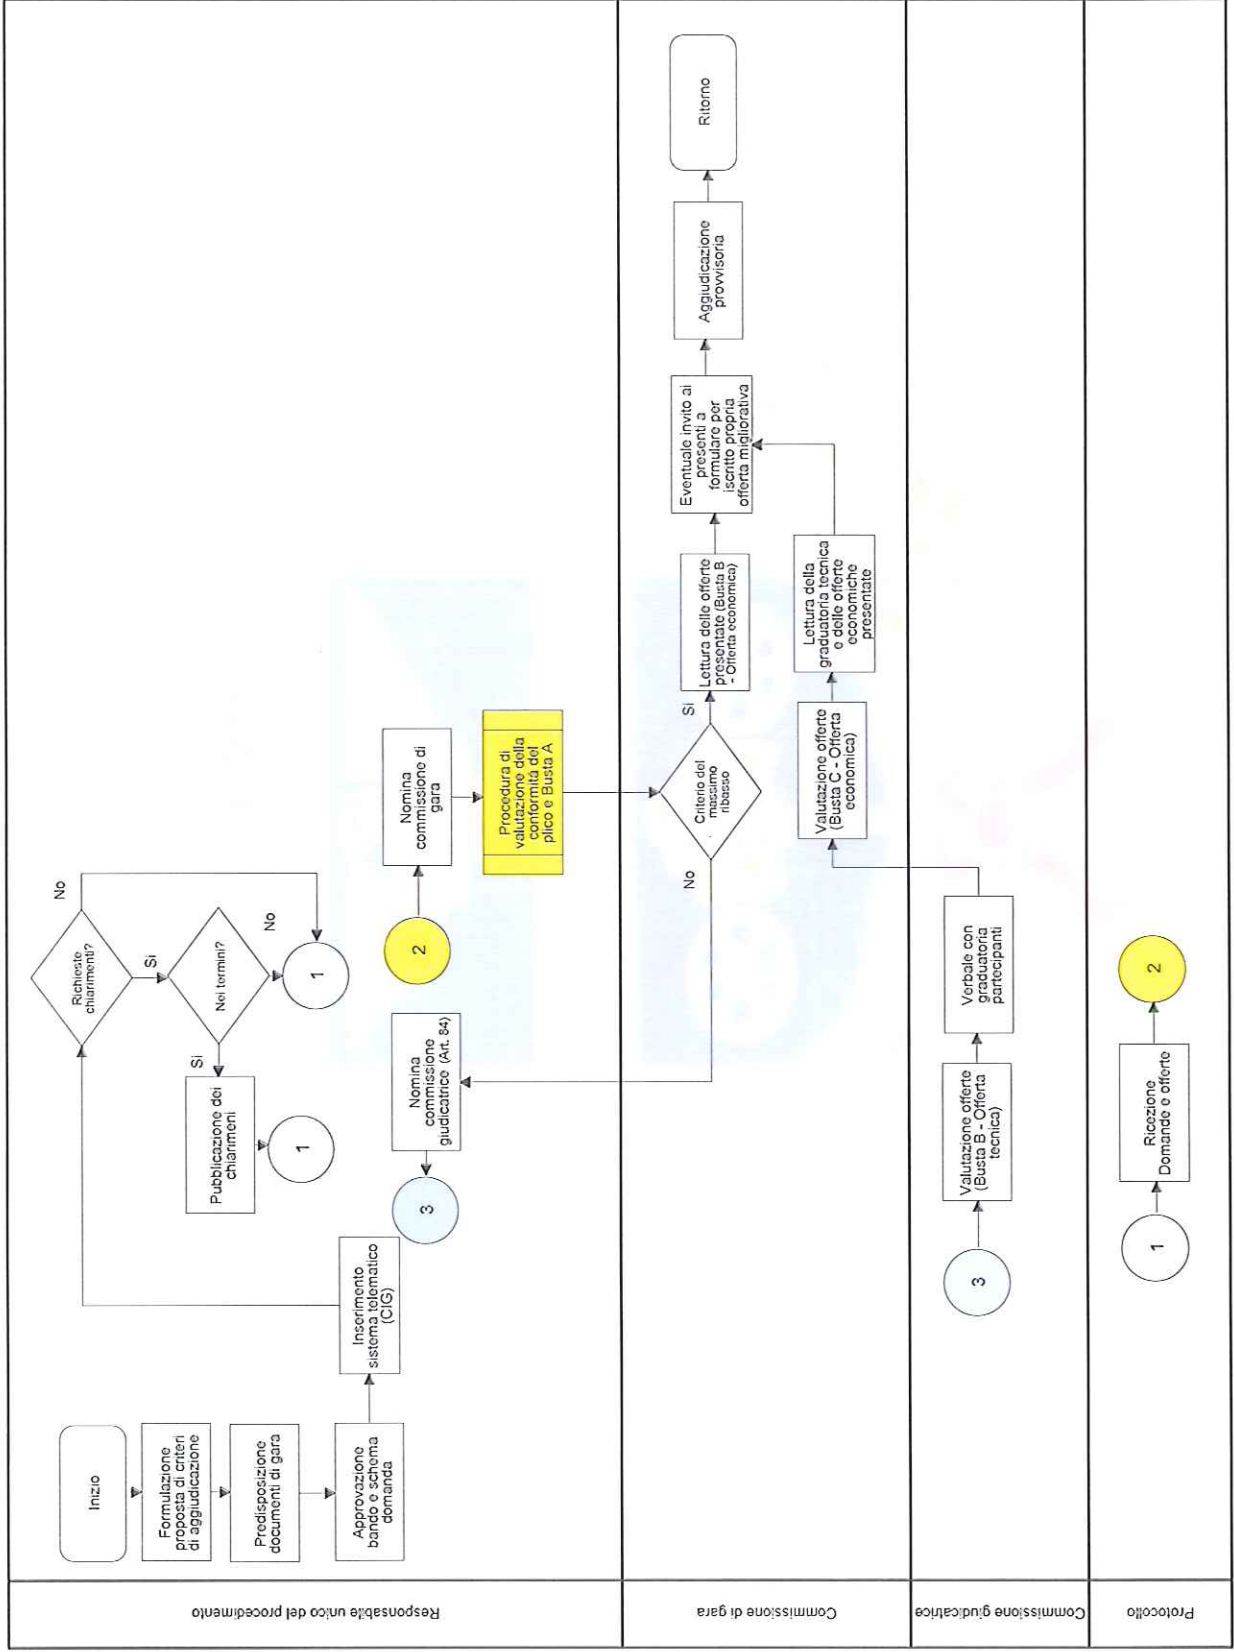 Responsabile unico del procedimento
Inizio
Formulazione
proposta di criteri
di aggiudicazione
Predisposizione
documenti di gara
Approvazione
bando e schema
domanda
Inserimento
sistema telematico
(CIG)
Richieste
chiarimenti?
No
Si
Nei termini?
No
Si
1
Pubblicazione dei
chiarimeni
1
Nomina
commissione
giudicatrice (Art. 84)
3
2
Nomina
commissione di
gara
Procedura di
valutazione della
conformità del
plico e Busta A
Commissione di gara
Criterio del
massimo
ribasso
No
Si
Lettura delle offerte
presentate (Busta B
- Offerta economica)
Eventuale invito ai
presenti a
formulare per
iscritto propria
offerta migliorativa
Aggiudicazione
provvisoria
Ritorno
Valutazione offerte
(Busta C - Offerta
economica)
Lettura della
graduatoria tecnica
e delle offerte
economiche
presentate
Commissione giudicatrice
3
Valutazione offerte
(Busta B - Offerta
tecnica)
Verbale con
graduatoria
partecipanti
Protocollo
1
Ricezione
Domande e offerte
2